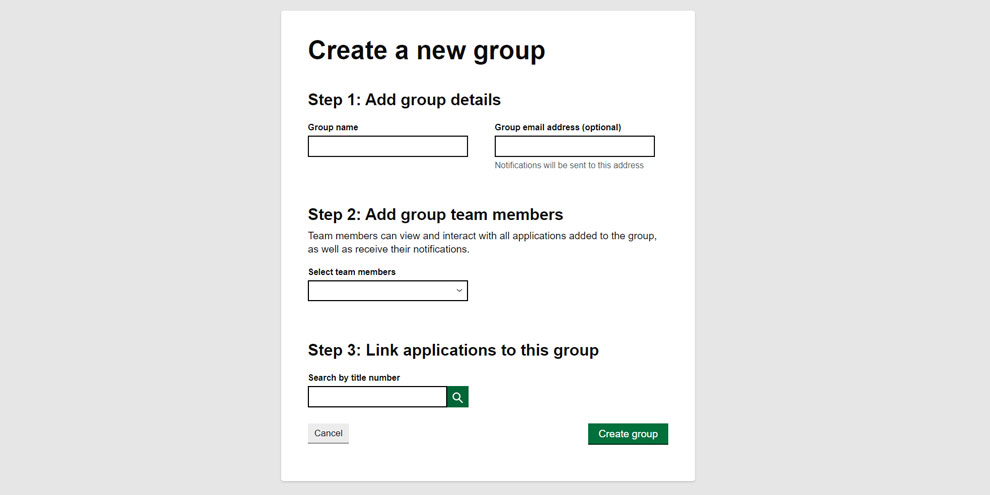 Create a new group
Step 1: Add group details
Group name
Group email address (optional)
Notifications will be sent to this address
Step 2: Add group team members
Team members can view and interact with all applications added to the group,
as well as receive their notifications.
Select team members
Step 3: Link applications to this group
Search by title number
Cancel
Create group